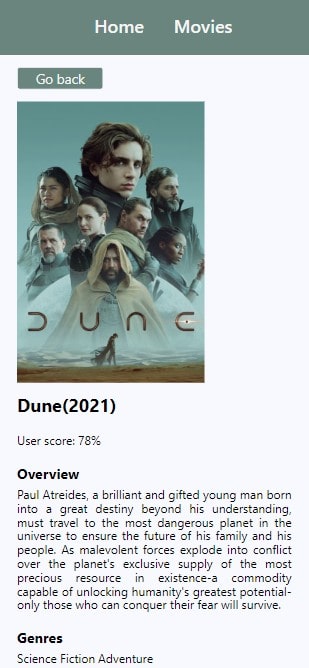 Home Movies
Go back
DUNE
Dune(2021)
User score: 78%
Overview
Paul Atreides, a brilliant and gifted young man born
into a great destiny beyond his understanding,
must travel to the most dangerous planet in the
universe to ensure the future of his family and his
people. As malevolent forces explode into conflict
over the planet's exclusive supply of the most
precious resource in existence-a commodity
capable of unlocking humanity's greatest potential-
only those who can conquer their fear will survive.
Genres
Science Fiction Adventure